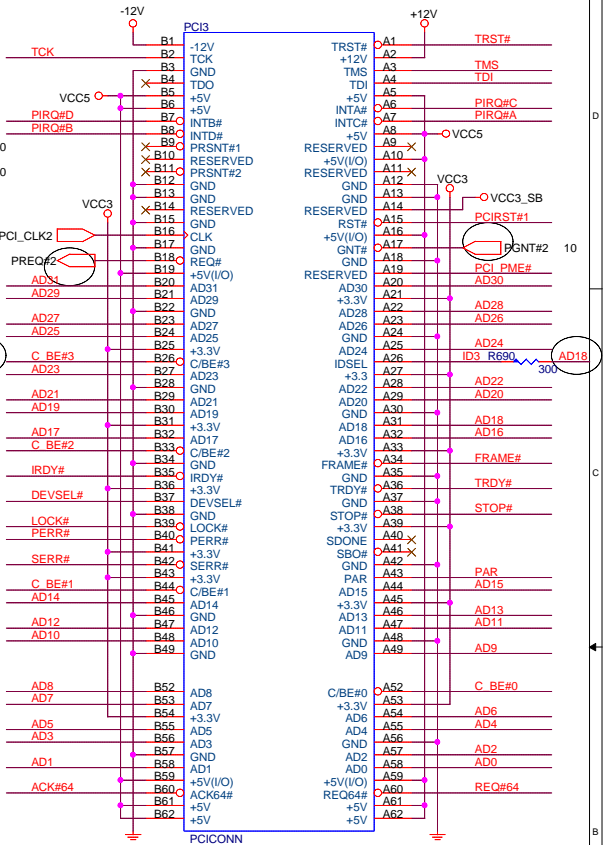 -12V +12V
PCI3
B1 -12V TRST# A1 TRST#
TCK B2 TCK +12V A2
B3 GND TMS A3 TMS
B4 TDO TDI A4 TDI
VCC5 B5 +5V +5V A5
B6 +5V INTA# A6 PIRQ#C
PIRQ#D B7 INTB# INTC# A7 PIRQ#A
PIRQ#B B8 INTD# +5V A8 VCC5
0 B9 PRSNT#1 RESERVED A9
B10 RESERVED +5V(I/O) A10
0 B11 PRSNT#2 RESERVED A11
B12 GND GND A12 VCC3
B13 GND GND A13
VCC3 B14 RESERVED RESERVED A14 VCC3_SB
B15 GND RST# A15 PCIRST#1
PCI_CLK2 B16 CLK +5V(I/O) A16
B17 GND GNT# A17 PGNT#2 10
PREQ#2 B18 REQ# GND A18
B19 +5V(I/O) RESERVED A19 PCI_PME#
AD31 B20 AD31 AD30 A20 AD30
AD29 B21 AD29 +3.3V A21
B22 GND AD28 A22 AD28
AD27 B23 AD27 AD26 A23 AD26
AD25 B24 AD25 GND A24
B25 +3.3V AD24 A25 AD24
C_BE#3 B26 C/BE#3 IDSEL A26 ID3 R690 300 AD18
AD23 B27 AD23 +3.3 A27
B28 GND AD22 A28 AD22
AD21 B29 AD21 AD20 A29 AD20
AD19 B30 AD19 GND A30
B31 +3.3V AD18 A31 AD18
AD17 B32 AD17 AD16 A32 AD16
C_BE#2 B33 C/BE#2 +3.3V A33
B34 GND FRAME# A34 FRAME#
IRDY# B35 IRDY# GND A35
B36 +3.3V TRDY# A36 TRDY#
DEVSEL# B37 DEVSEL# GND A37
B38 GND STOP# A38 STOP#
LOCK# B39 LOCK# +3.3V A39
PERR# B40 PERR# SDONE A40
B41 +3.3V SBO# A41
SERR# B42 SERR# GND A42
B43 +3.3V PAR A43 PAR
C_BE#1 B44 C/BE#1 AD15 A44 AD15
AD14 B45 AD14 +3.3V A45
B46 GND AD13 A46 AD13
AD12 B47 AD12 AD11 A47 AD11
AD10 B48 AD10 GND A48
B49 GND AD9 A49 AD9
AD8 B52 AD8 C/BE#0 A52 C_BE#0
AD7 B53 AD7 +3.3V A53
B54 +3.3V AD6 A54 AD6
AD5 B55 AD5 AD4 A55 AD4
AD3 B56 AD3 GND A56
B57 GND AD2 A57 AD2
AD1 B58 AD1 AD0 A58 AD0
B59 +5V(I/O) +5V(I/O) A59
ACK#64 B60 ACK64# REQ64# A60 REQ#64
B61 +5V +5V A61
B62 +5V +5V A62
PCICONN
D
C
B